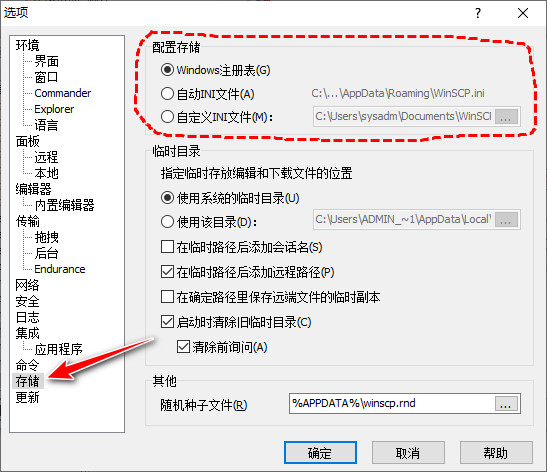 选项
环境
界面
窗口
Commander
Explorer
语言
面板
远程
本地
编辑器
内置编辑器
传输
拖拽
后台
Endurance
网络
安全
日志
集成
应用程序
命令
存储
更新
配置存储
Windows注册表(G)
自动INI文件(A) C:\...\AppData\Roaming\WinSCP.ini
自定义INI文件(M): C:\Users\sysadm\Documents\WinSCI ...
临时目录
指定临时存放编辑和下载文件的位置
使用系统的临时目录(U)
使用该目录(D): C:\Users\ADMIN_~1\AppData\Local\ ...
在临时路径后添加会话名(S)
在临时路径后添加远程路径(P)
在确定路径里保存远端文件的临时副本
启动时清除旧临时目录(C)
清除前询问(A)
其他
随机种子文件(R) %APPDATA%\winscp.rnd ...
确定 取消 帮助